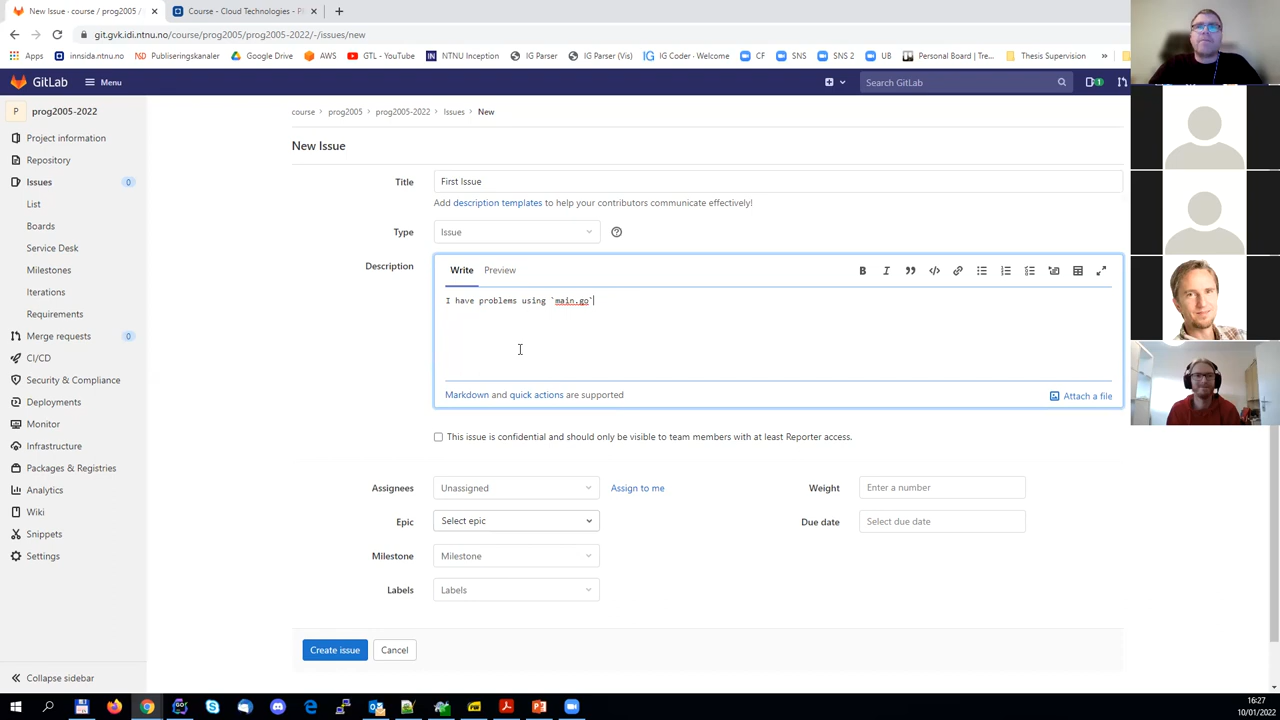 New Issue · course / prog2005 /
Course - Cloud Technologies - P
git.gvk.idi.ntnu.no/course/prog2005/prog2005-2022/-/issues/new
Apps
innsida.ntnu.no
Publiseringskanaler
Google Drive
AWS
GTL - YouTube
NTNU Inception
IG Parser
IG Parser (Vis)
IG Coder · Welcome
CF
SNS
SNS 2
UB
Personal Board | Tre...
Thesis Supervision
»
GitLab
Menu
Search GitLab
1
P prog2005-2022
course › prog2005 › prog2005-2022 › Issues › New
Project information
Repository
Issues 0
List
Boards
Service Desk
Milestones
Iterations
Requirements
Merge requests 0
CI/CD
Security & Compliance
Deployments
Monitor
Infrastructure
Packages & Registries
Analytics
Wiki
Snippets
Settings
Collapse sidebar
New Issue
Title First Issue
Add description templates to help your contributors communicate effectively!
Type Issue
Description
Write Preview
I have problems using `main.go`
Markdown and quick actions are supported
Attach a file
This issue is confidential and should only be visible to team members with at least Reporter access.
Assignees Unassigned Assign to me
Weight Enter a number
Epic Select epic
Due date Select due date
Milestone Milestone
Labels Labels
Create issue Cancel
16:27
10/01/2022